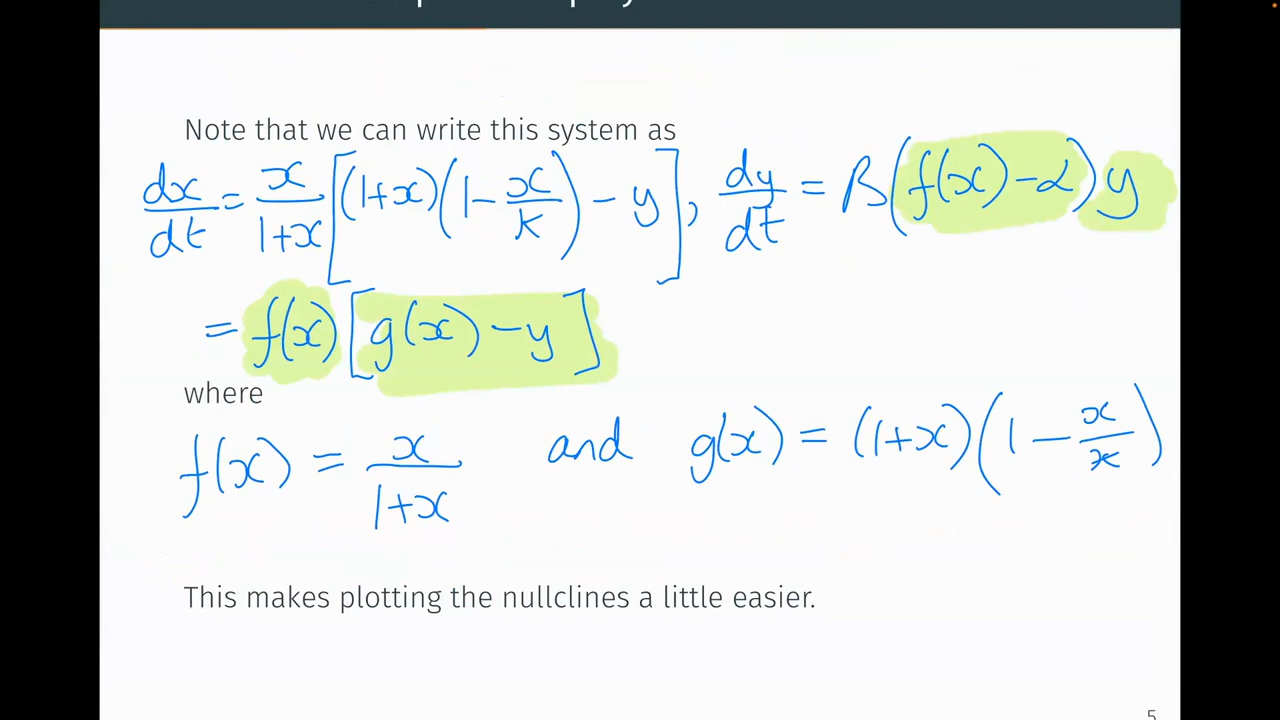 Note that we can write this system as
dx/dt = x/(1+x) [(1+x)(1 - x/k) - y], dy/dt = β(f(x) - α)y
= f(x) [g(x) - y]
where
f(x) = x/(1+x) and g(x) = (1+x)(1 - x/x)
This makes plotting the nullclines a little easier.
5